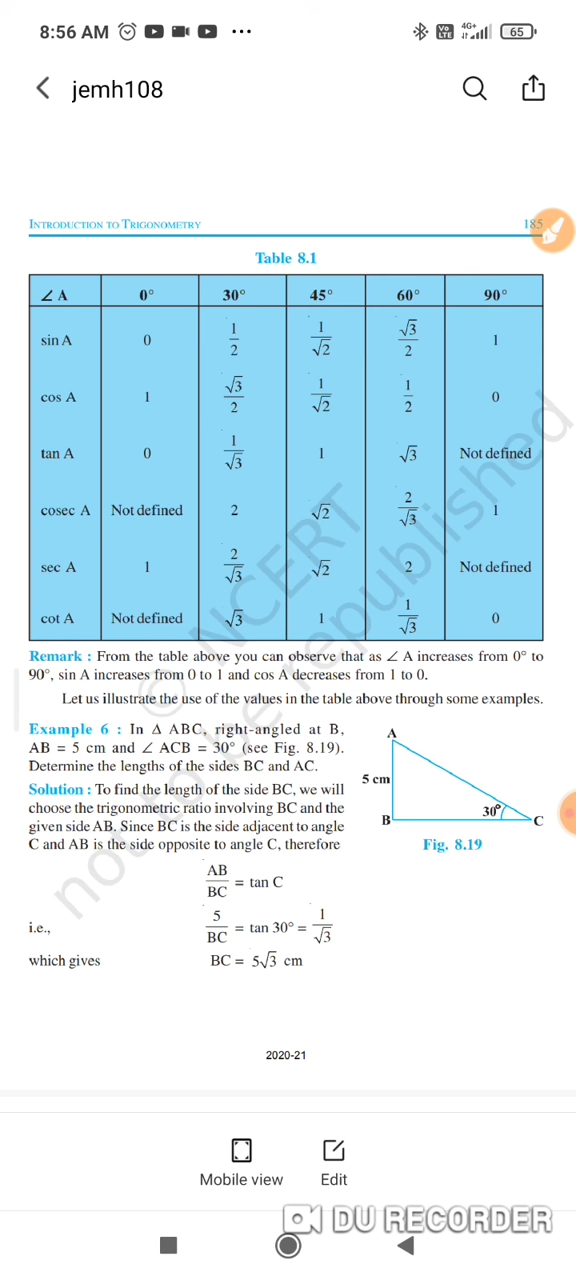 8:56 AM ...
Vo LTE 4G+ 65
jemh108
INTRODUCTION TO TRIGONOMETRY 185
Table 8.1
∠ A 0° 30° 45° 60° 90°
sin A 0 1/2 1/√2 √3/2 1
cos A 1 √3/2 1/√2 1/2 0
tan A 0 1/√3 1 √3 Not defined
cosec A Not defined 2 √2 2/√3 1
sec A 1 2/√3 √2 2 Not defined
cot A Not defined √3 1 1/√3 0
Remark : From the table above you can observe that as ∠ A increases from 0° to
90°, sin A increases from 0 to 1 and cos A decreases from 1 to 0.
Let us illustrate the use of the values in the table above through some examples.
Example 6 : In Δ ABC, right-angled at B,
AB = 5 cm and ∠ ACB = 30° (see Fig. 8.19).
Determine the lengths of the sides BC and AC.
Solution : To find the length of the side BC, we will
choose the trigonometric ratio involving BC and the
given side AB. Since BC is the side adjacent to angle
C and AB is the side opposite to angle C, therefore
A
5 cm
30°
B C
Fig. 8.19
AB/BC = tan C
i.e., 5/BC = tan 30° = 1/√3
which gives BC = 5√3 cm
© NCERT
not to be republished
2020-21
Mobile view Edit
DU RECORDER